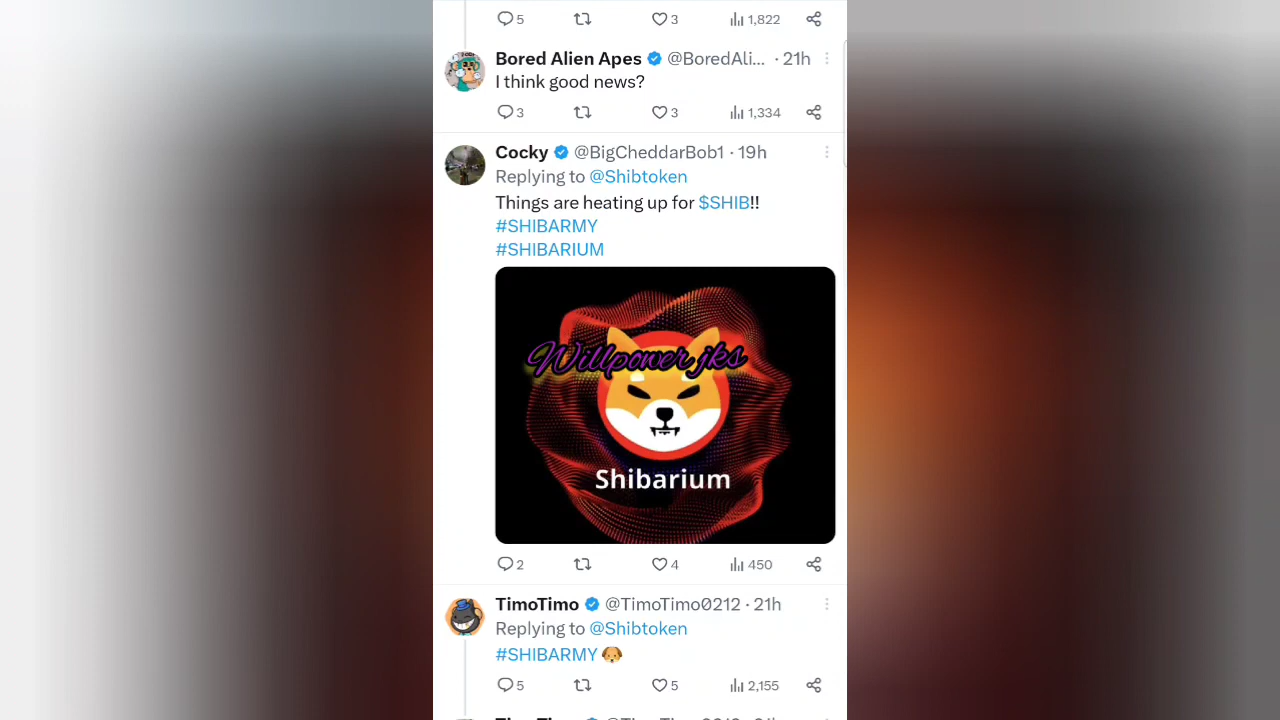 5 3 1,822
Bored Alien Apes @BoredAli... · 21h
I think good news?
3 3 1,334
Cocky @BigCheddarBob1 · 19h
Replying to @Shibtoken
Things are heating up for $SHIB!!
#SHIBARMY
#SHIBARIUM
Willpower jks
Shibarium
2 4 450
TimoTimo @TimoTimo0212 · 21h
Replying to @Shibtoken
#SHIBARMY
5 5 2,155